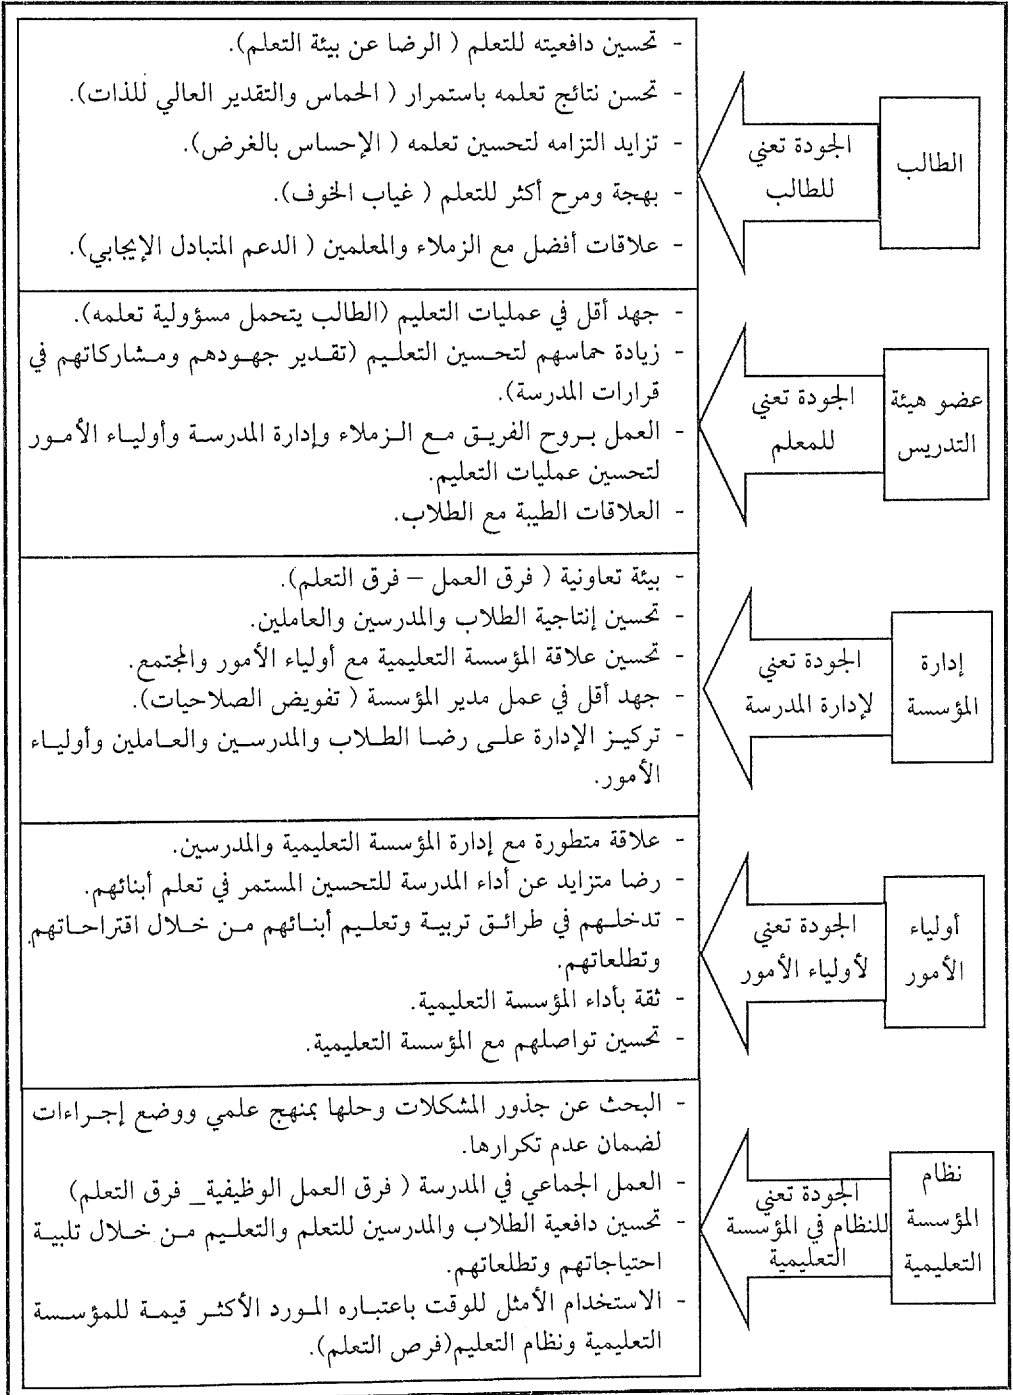 الطالب
الجودة تعني
للطالب
- تحسين دافعيته للتعلم ( الرضا عن بيئة التعلم).
- تحسن نتائج تعلمه باستمرار ( الحماس والتقدير العالي للذات).
- تزايد التزامه لتحسين تعلمه ( الإحساس بالغرض).
- بهجة ومرح أكثر للتعلم ( غياب الخوف).
- علاقات أفضل مع الزملاء والمعلمين ( الدعم المتبادل الإيجابي).
عضو هيئة
التدريس
الجودة تعني
للمعلم
- جهد أقل في عمليات التعليم (الطالب يتحمل مسؤولية تعلمه).
- زيادة حماسهم لتحسين التعليم (تقدير جهودهم ومشاركاتهم في
قرارات المدرسة).
- العمل بروح الفريق مع الزملاء وإدارة المدرسة وأولياء الأمور
لتحسين عمليات التعليم.
- العلاقات الطيبة مع الطلاب.
إدارة
المؤسسة
الجودة تعني
لإدارة المدرسة
- بيئة تعاونية ( فرق العمل – فرق التعلم).
- تحسين إنتاجية الطلاب والمدرسين والعاملين.
- تحسين علاقة المؤسسة التعليمية مع أولياء الأمور والمجتمع.
- جهد أقل في عمل مدير المؤسسة ( تفويض الصلاحيات).
- تركيز الإدارة على رضا الطلاب والمدرسين والعاملين وأولياء
الأمور.
أولياء
الأمور
الجودة تعني
لأولياء الأمور
- علاقة متطورة مع إدارة المؤسسة التعليمية والمدرسين.
- رضا متزايد عن أداء المدرسة للتحسين المستمر في تعلم أبنائهم.
- تدخلهم في طرائق تربية وتعليم أبنائهم من خلال اقتراحاتهم
وتطلعاتهم.
- ثقة بأداء المؤسسة التعليمية.
- تحسين تواصلهم مع المؤسسة التعليمية.
نظام
المؤسسة
التعليمية
الجودة تعني
للنظام في المؤسسة
التعليمية
- البحث عن جذور المشكلات وحلها بمنهج علمي ووضع إجراءات
لضمان عدم تكرارها.
- العمل الجماعي في المدرسة ( فرق العمل الوظيفية_ فرق التعلم)
- تحسين دافعية الطلاب والمدرسين للتعلم والتعليم من خلال تلبية
احتياجاتهم وتطلعاتهم.
- الاستخدام الأمثل للوقت باعتباره المورد الأكثر قيمة للمؤسسة
التعليمية ونظام التعليم(فرص التعلم).